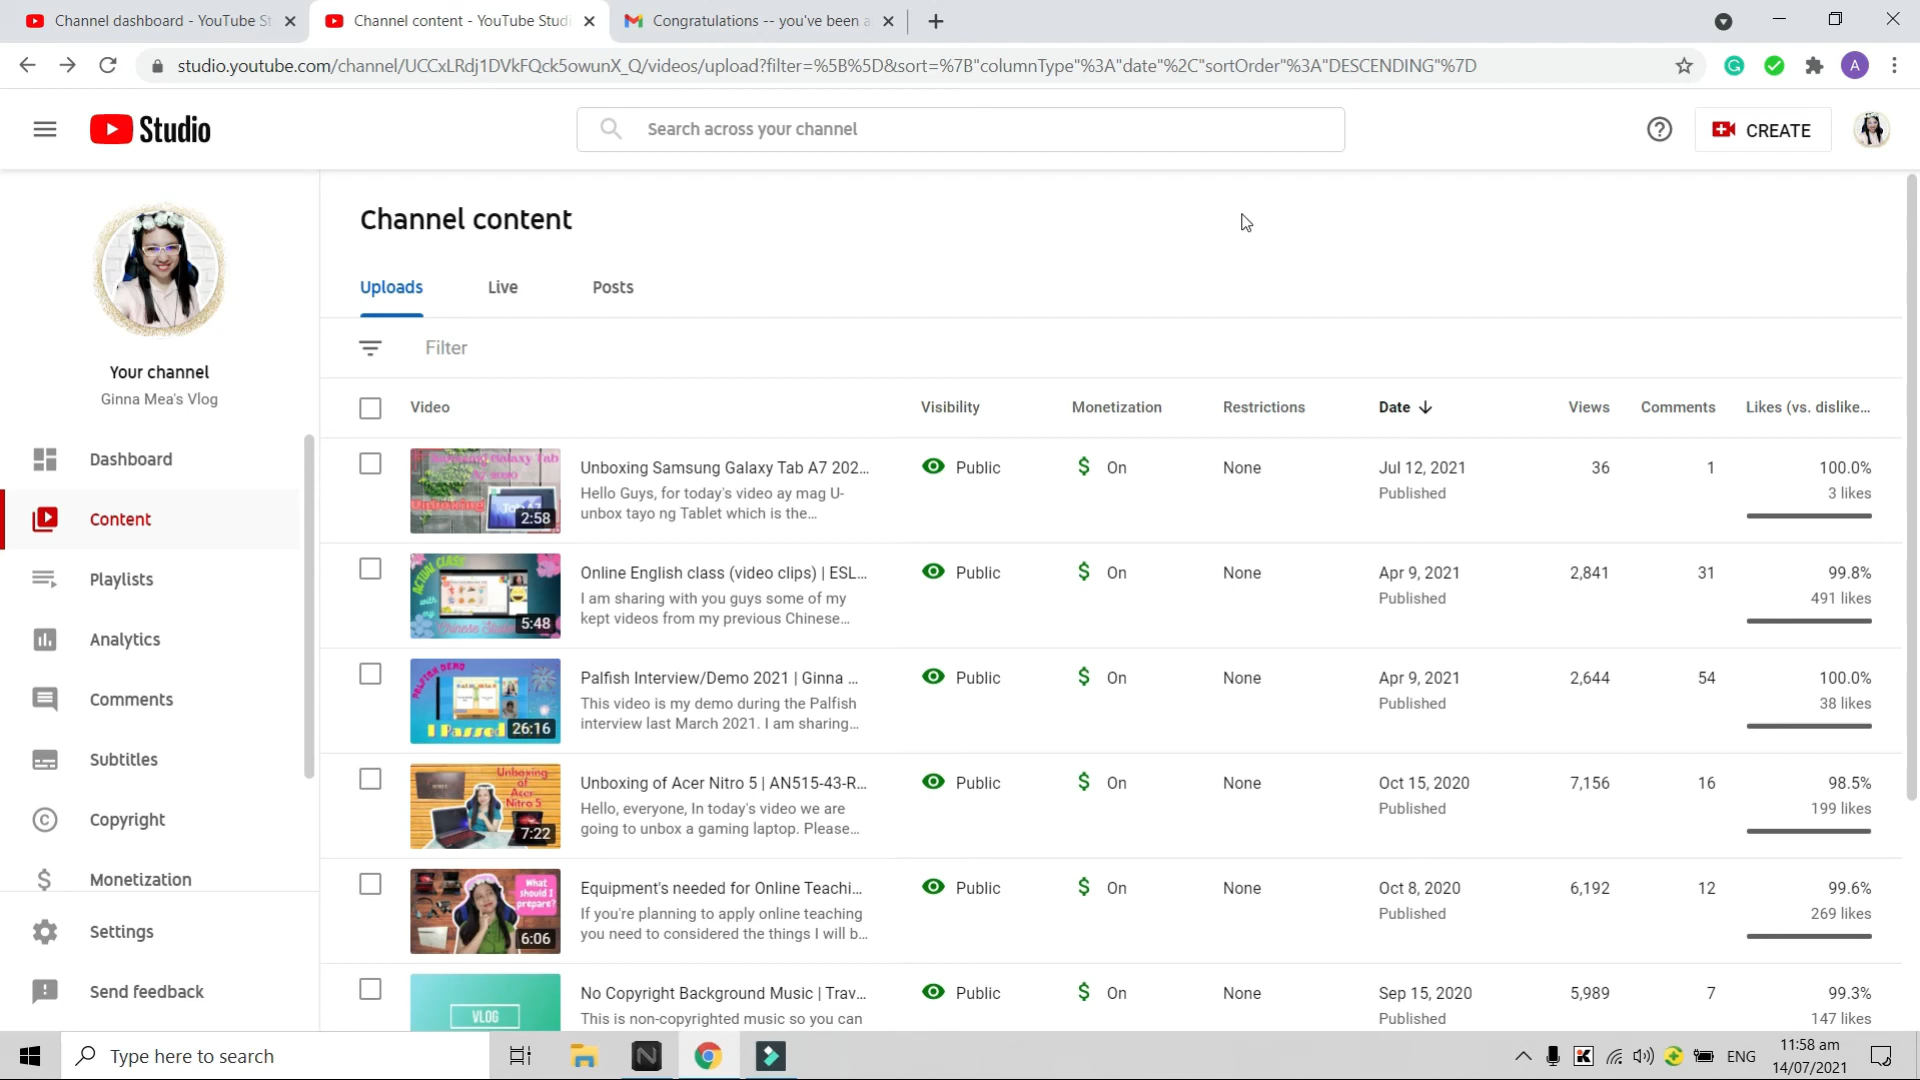 Channel dashboard - YouTube St
Channel content - YouTube Studi
Congratulations -- you've been a
studio.youtube.com/channel/UCCxLRdj1DVkFQck5owunX_Q/videos/upload?filter=%5B%5D&sort=%7B"columnType"%3A"date"%2C"sortOrder"%3A"DESCENDING"%7D
A
Studio
Search across your channel
CREATE
Your channel
Ginna Mea's Vlog
Dashboard
Content
Playlists
Analytics
Comments
Subtitles
Copyright
Monetization
Settings
Send feedback
Channel content
Uploads Live Posts
Filter
Video Visibility Monetization Restrictions Date Views Comments Likes (vs. dislike...
Samsung Galaxy Tab
Unboxing
2:58
Unboxing Samsung Galaxy Tab A7 202... Public On None Jul 12, 2021 36 1 100.0%
Hello Guys, for today's video ay mag U- Published 3 likes
unbox tayo ng Tablet which is the...
ACTUAL CLASS
with my
Chinese
5:48
Online English class (video clips) | ESL... Public On None Apr 9, 2021 2,841 31 99.8%
I am sharing with you guys some of my Published 491 likes
kept videos from my previous Chinese...
PALFISH DEMO
I Passed
26:16
Palfish Interview/Demo 2021 | Ginna ... Public On None Apr 9, 2021 2,644 54 100.0%
This video is my demo during the Palfish Published 38 likes
interview last March 2021. I am sharing...
Unboxing
of
Acer
Nitro 5
7:22
Unboxing of Acer Nitro 5 | AN515-43-R... Public On None Oct 15, 2020 7,156 16 98.5%
Hello, everyone, In today's video we are Published 199 likes
going to unbox a gaming laptop. Please...
What
should I
prepare?
6:06
Equipment's needed for Online Teachi... Public On None Oct 8, 2020 6,192 12 99.6%
If you're planning to apply online teaching Published 269 likes
you need to considered the things I will b...
VLOG
No Copyright Background Music | Trav... Public On None Sep 15, 2020 5,989 7 99.3%
This is non-copyrighted music so you can Published 147 likes
Type here to search
ENG
11:58 am
14/07/2021